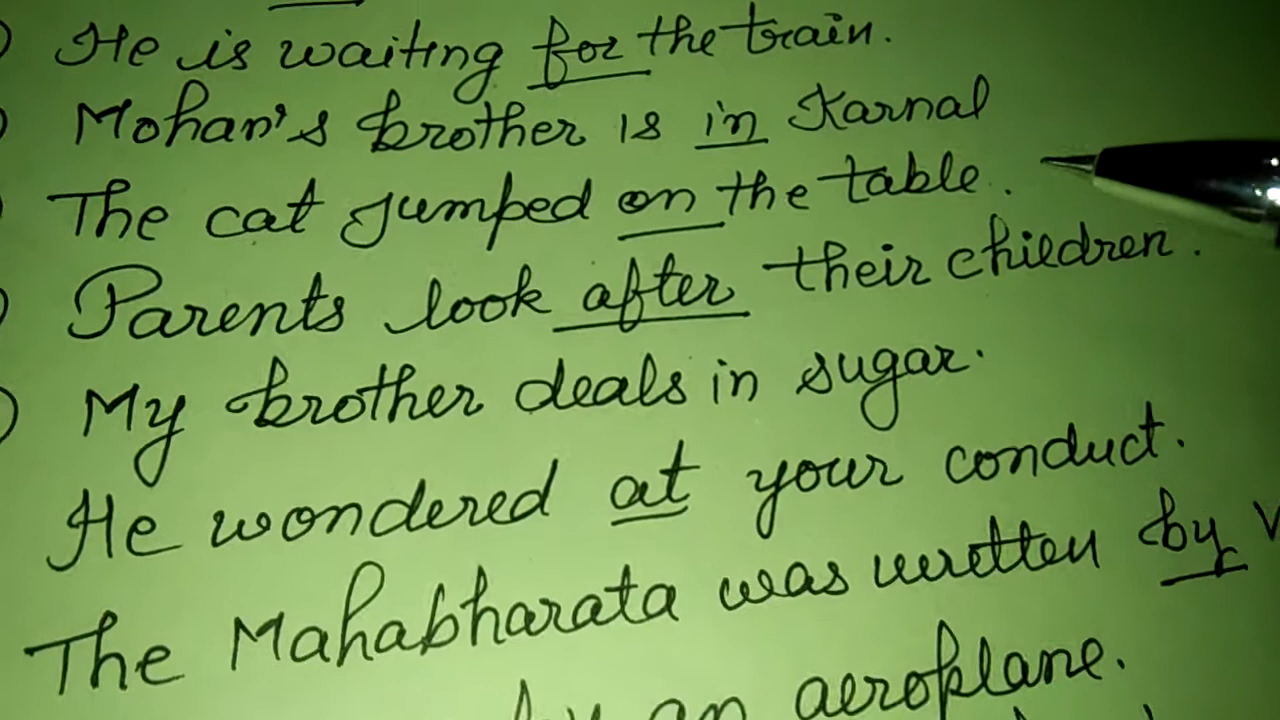 He is waiting for the train.
Mohan's brother is in Karnal
The cat jumped on the table.
Parents look after their children.
My brother deals in sugar.
He wondered at your conduct.
The Mahabharata was written by V
by an aeroplane.